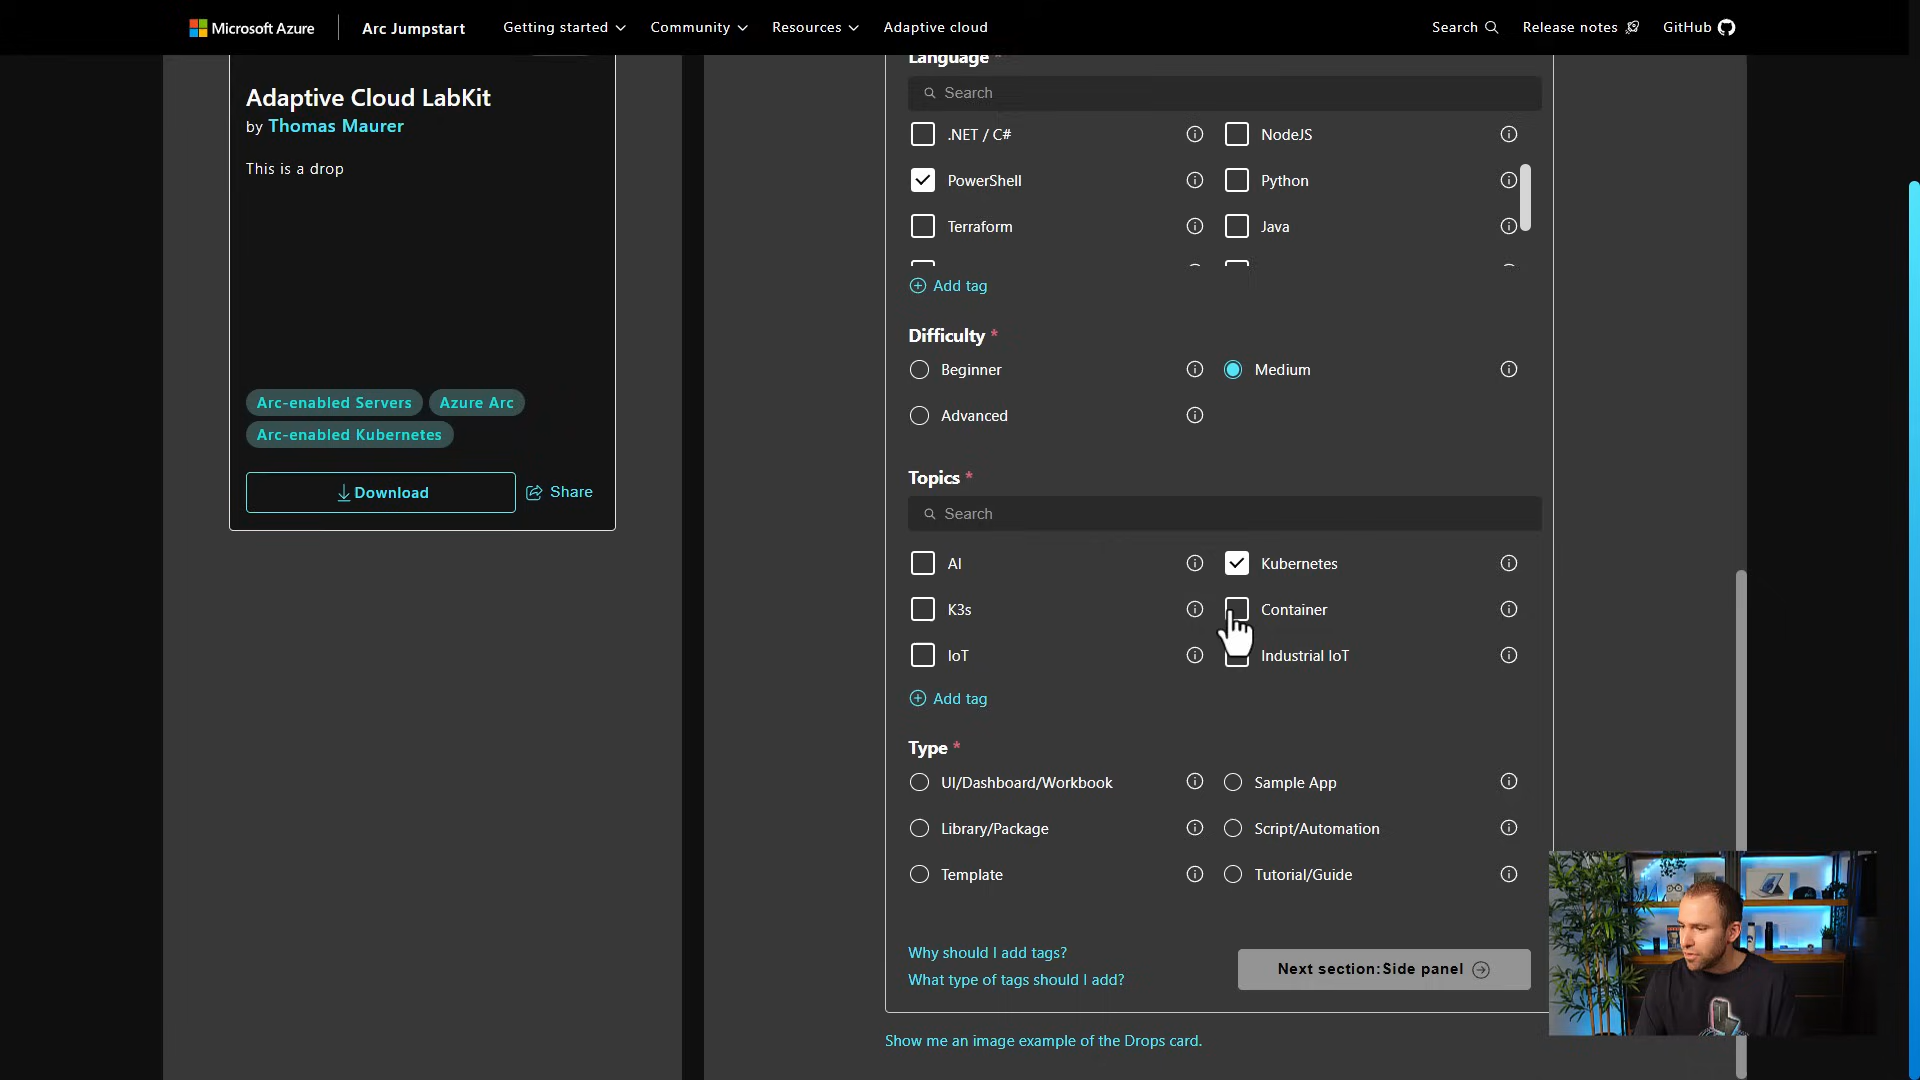 Microsoft Azure
Arc Jumpstart
Getting started
Community
Resources
Adaptive cloud
Search
Release notes
GitHub
Adaptive Cloud LabKit
by Thomas Maurer
This is a drop
Arc-enabled Servers
Azure Arc
Arc-enabled Kubernetes
Download
Share
Language *
Search
.NET / C#
NodeJS
PowerShell
Python
Terraform
Java
Add tag
Difficulty *
Beginner
Medium
Advanced
Topics *
Search
AI
Kubernetes
K3s
Container
IoT
Industrial IoT
Add tag
Type *
UI/Dashboard/Workbook
Sample App
Library/Package
Script/Automation
Template
Tutorial/Guide
Why should I add tags?
What type of tags should I add?
Next section:Side panel
Show me an image example of the Drops card.